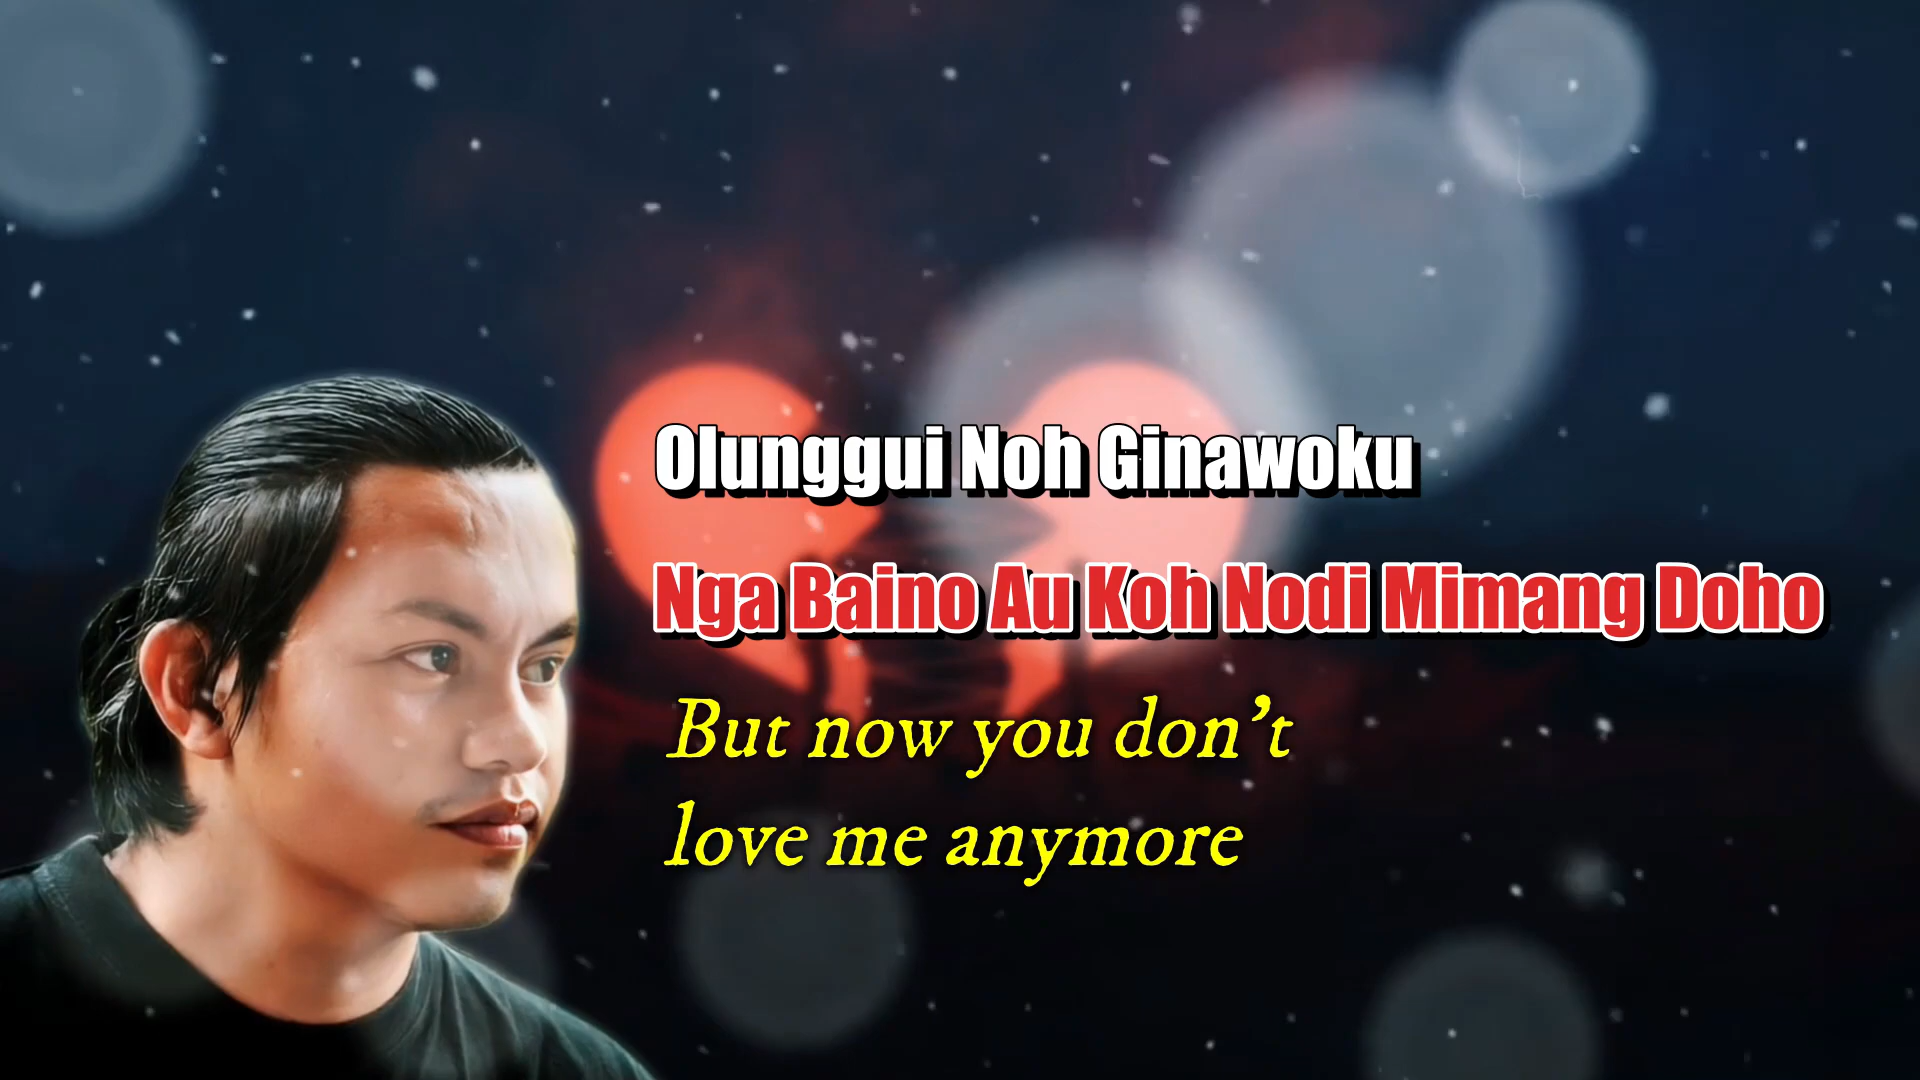 Olunggui Noh Ginawoku
Nga Baino Au Koh Nodi Mimang Doho
But now you don't
love me anymore